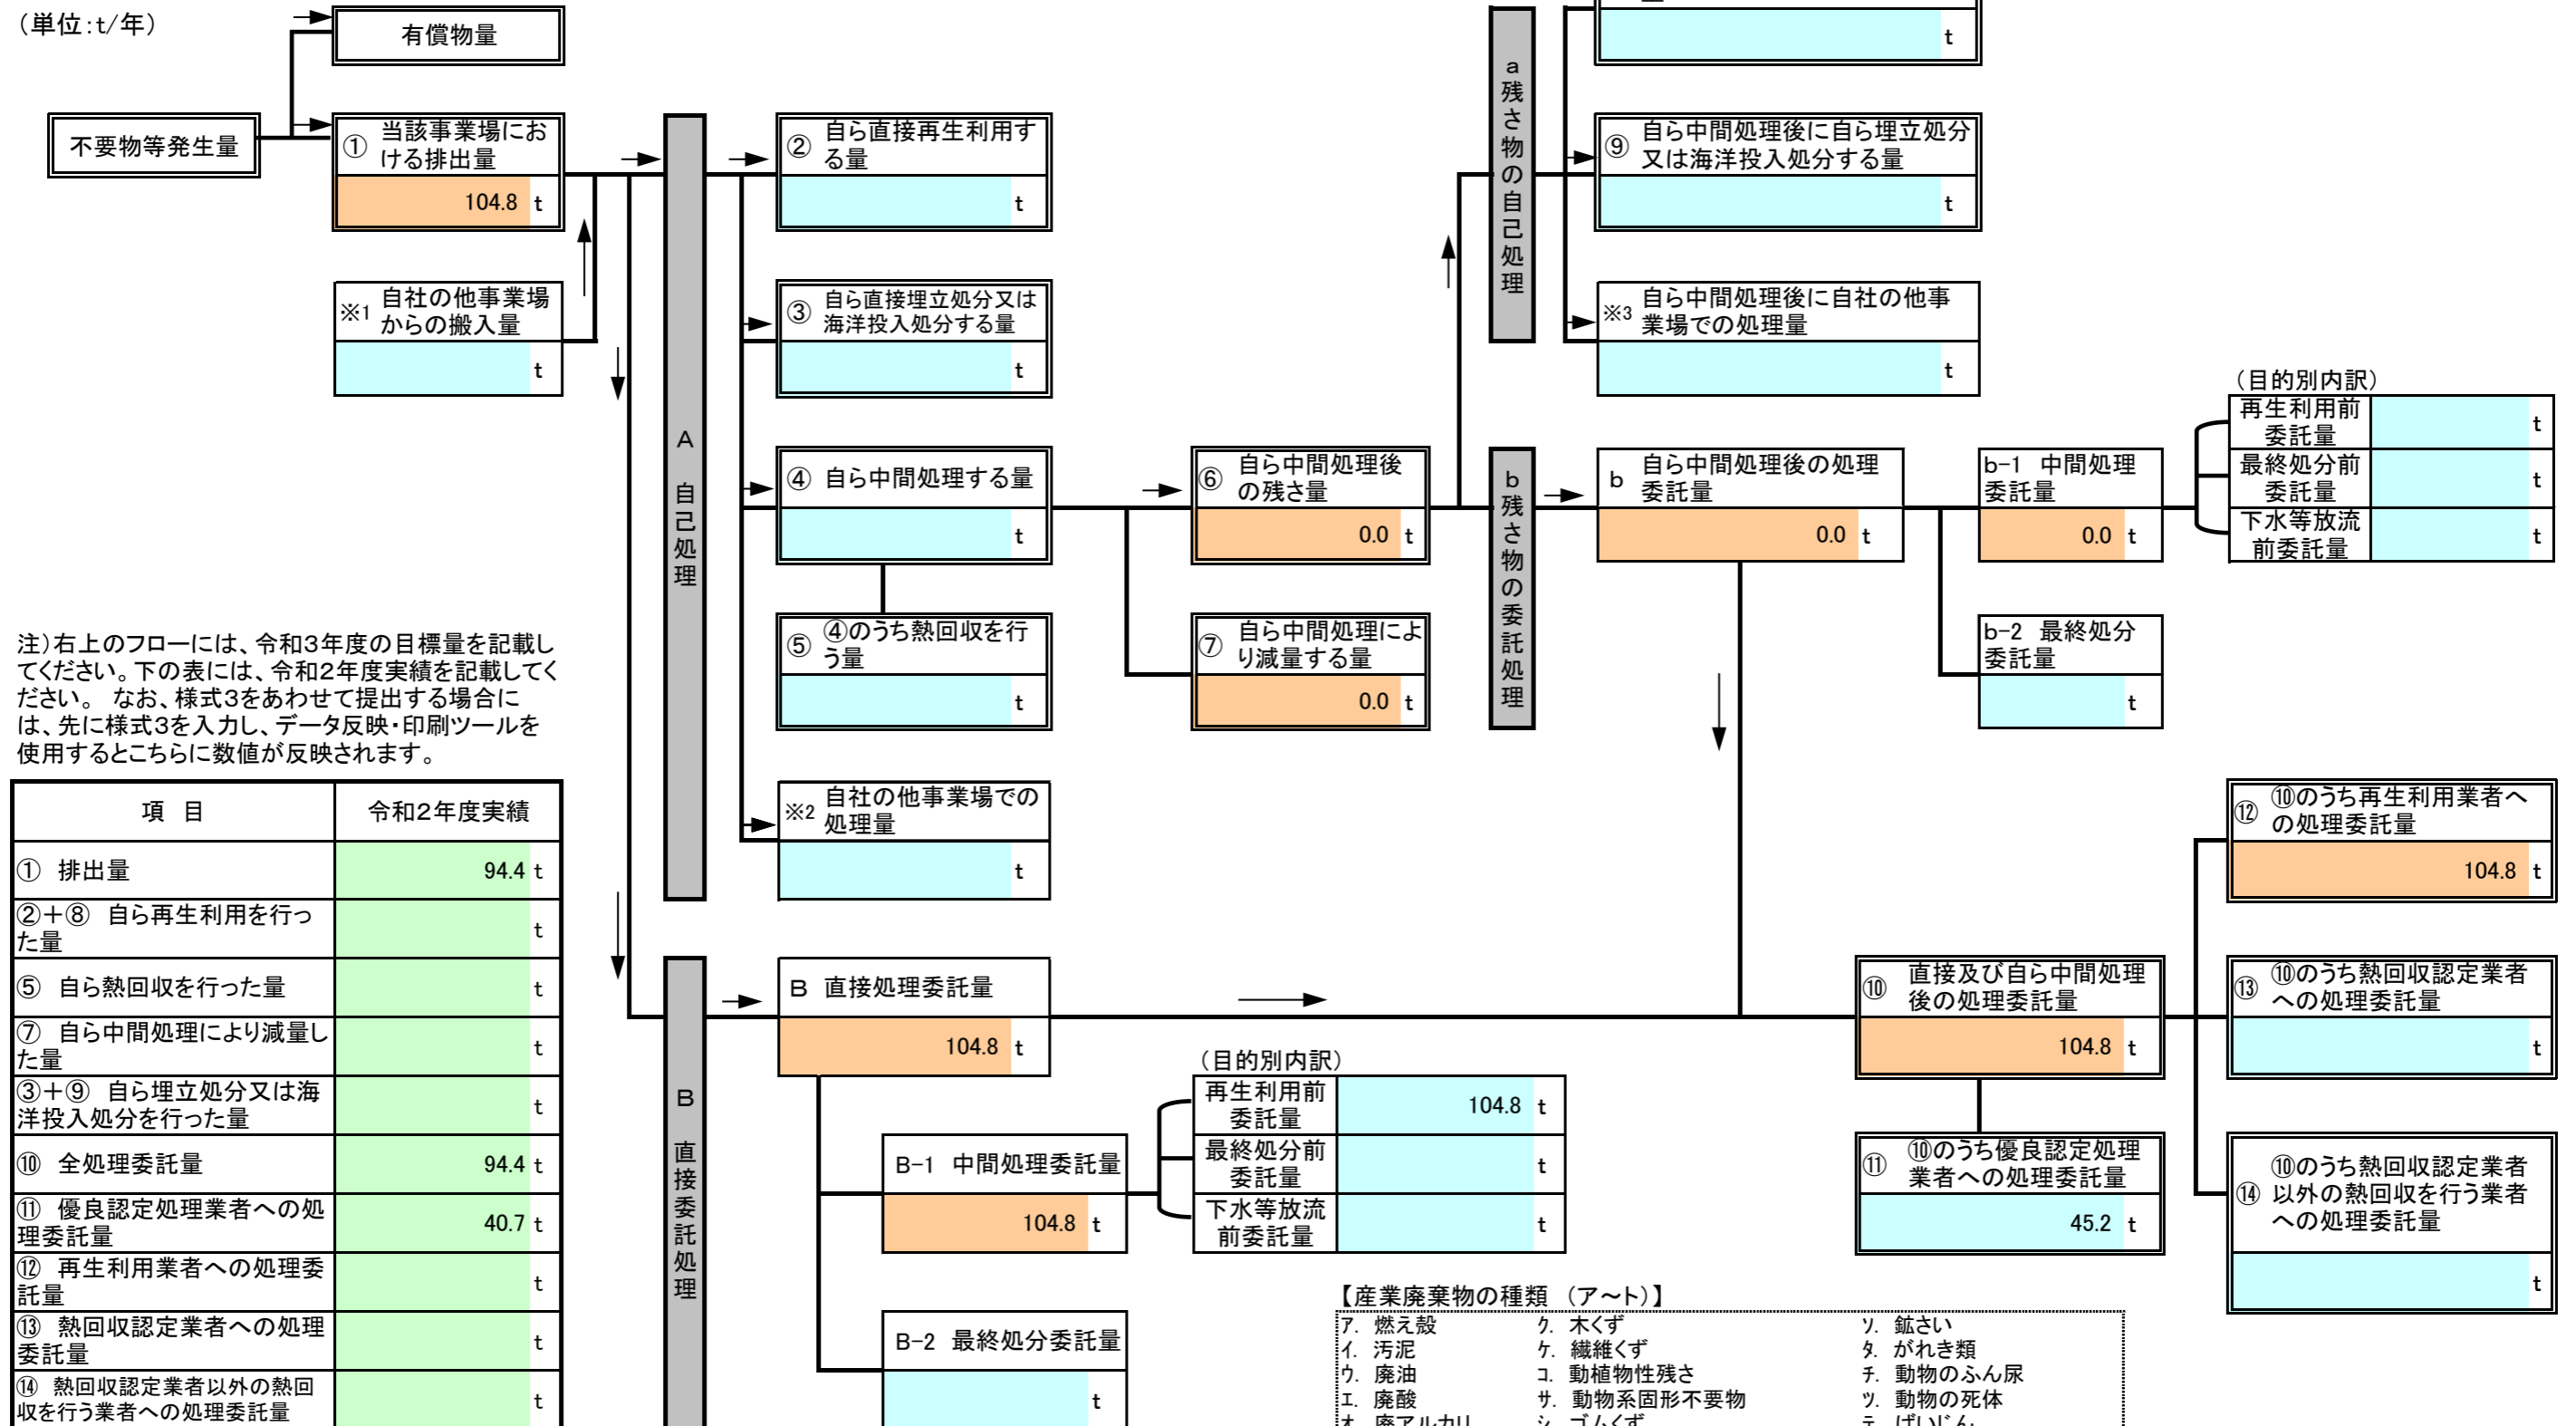 （単位：t/年）
有償物量
不要物等発生量
① 当該事業場にお
ける排出量
104.8 t
※1 自社の他事業場
からの搬入量
t
A 自己処理
② 自ら直接再生利用す
る量
t
③ 自ら直接埋立処分又は
海洋投入処分する量
t
④ 自ら中間処理する量
t
⑤ ④のうち熱回収を行
う量
t
※2 自社の他事業場での
処理量
t
⑥ 自ら中間処理後
の残さ量
0.0 t
⑦ 自ら中間処理によ
り減量する量
0.0 t
a 残さ物の自己処理
t
⑨ 自ら中間処理後に自ら埋立処分
又は海洋投入処分する量
t
※3 自ら中間処理後に自社の他事
業場での処理量
t
b 残さ物の委託処理
b 自ら中間処理後の処理
委託量
0.0 t
b-1 中間処理
委託量
0.0 t
b-2 最終処分
委託量
t
（目的別内訳）
再生利用前
委託量
t
最終処分前
委託量
t
下水等放流
前委託量
t
注）右上のフローには、令和3年度の目標量を記載し
てください。下の表には、令和2年度実績を記載してく
ださい。 なお、様式3をあわせて提出する場合に
は、先に様式3を入力し、データ反映・印刷ツールを
使用するとこちらに数値が反映されます。
項 目 令和2年度実績
① 排出量 94.4 t
②＋⑧ 自ら再生利用を行っ
た量 t
⑤ 自ら熱回収を行った量 t
⑦ 自ら中間処理により減量し
た量 t
③＋⑨ 自ら埋立処分又は海
洋投入処分を行った量 t
⑩ 全処理委託量 94.4 t
⑪ 優良認定処理業者への処
理委託量 40.7 t
⑫ 再生利用業者への処理委
託量 t
⑬ 熱回収認定業者への処理
委託量 t
⑭ 熱回収認定業者以外の熱回
収を行う業者への処理委託量 t
B 直接委託処理
B 直接処理委託量
104.8 t
B-1 中間処理委託量
104.8 t
B-2 最終処分委託量
t
（目的別内訳）
再生利用前
委託量
104.8 t
最終処分前
委託量
t
下水等放流
前委託量
t
⑩ 直接及び自ら中間処理
後の処理委託量
104.8 t
⑪ ⑩のうち優良認定処理
業者への処理委託量
45.2 t
⑫ ⑩のうち再生利用業者へ
の処理委託量
104.8 t
⑬ ⑩のうち熱回収認定業者
への処理委託量
t
⑭ ⑩のうち熱回収認定業者
以外の熱回収を行う業者
への処理委託量
t
【産業廃棄物の種類 （ア～ト）】
ｱ. 燃え殻 ｸ. 木くず ｿ. 鉱さい
ｲ. 汚泥 ｹ. 繊維くず ﾀ. がれき類
ｳ. 廃油 ｺ. 動植物性残さ ﾁ. 動物のふん尿
ｴ. 廃酸 ｻ. 動物系固形不要物 ﾂ. 動物の死体
ｵ. 廃アルカリ ｼ. ゴムくず ﾃ. ばいじん